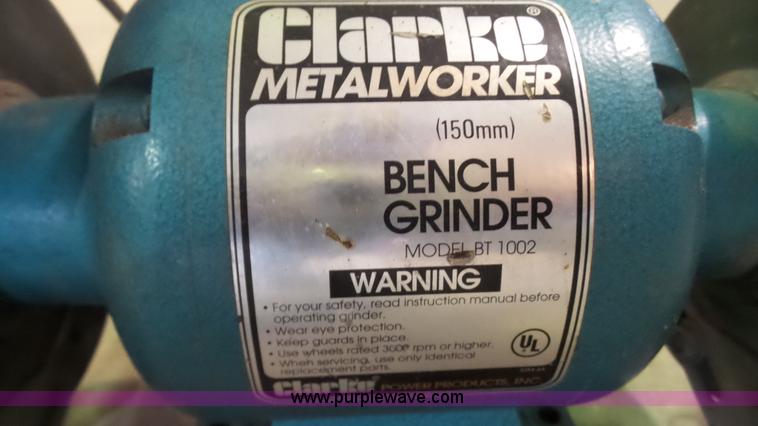 Clarke®
METALWORKER
(150mm)
BENCH
GRINDER
MODEL BT 1002
WARNING
• For your safety, read instruction manual before
operating grinder.
• Wear eye protection.
• Keep guards in place.
• Use wheels rated 3600 rpm or higher.
• When servicing, use only identical
replacement parts.
UL
Clarke POWER PRODUCTS, INC.
www.purplewave.com